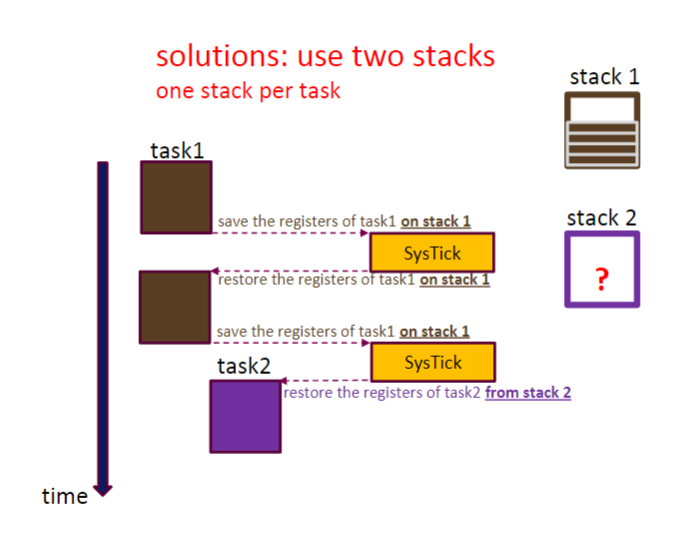 solutions: use two stacks
one stack per task
stack 1
task1
save the registers of task1 on stack 1
stack 2
SysTick
?
restore the registers of task1 on stack 1
save the registers of task1 on stack 1
SysTick
task2
restore the registers of task2 from stack 2
time